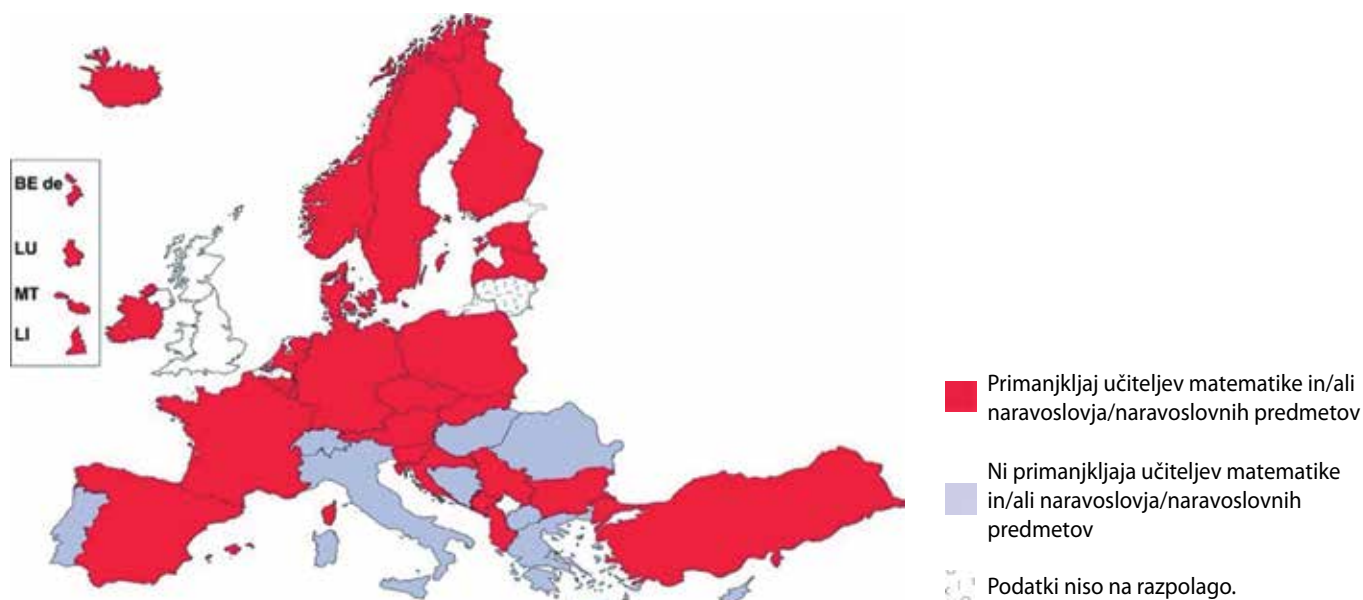 BE de
LU
MT
LI
Primanjkljaj učiteljev matematike in/ali
naravoslovja/naravoslovnih predmetov
Ni primanjkljaja učiteljev matematike
in/ali naravoslovja/naravoslovnih
predmetov
Podatki niso na razpolago.